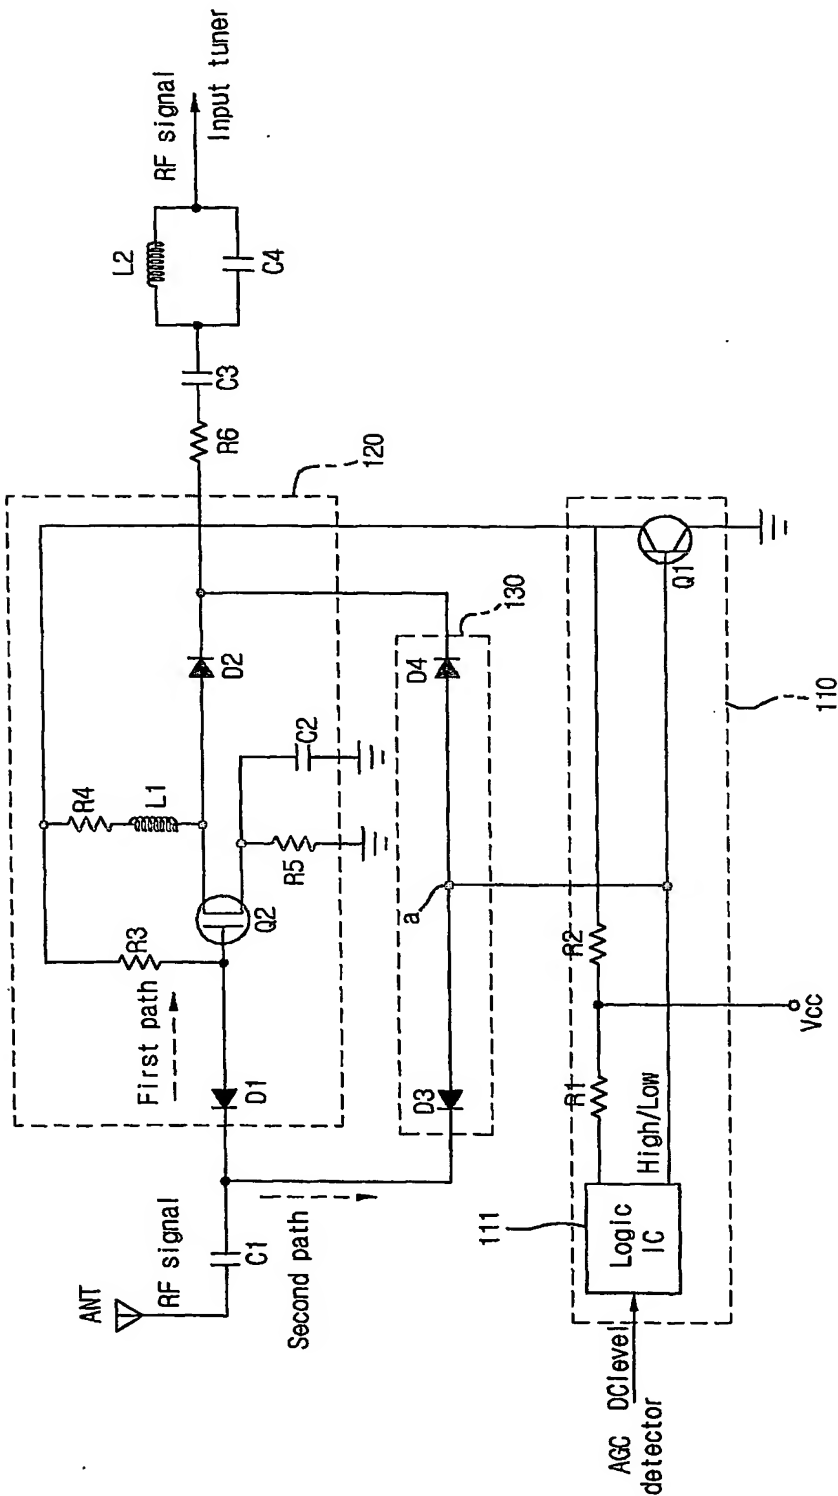 ANT
RF signal
C1
Second path
First path
D1
R3
Q2
R4
L1
R5
C2
D2
120
R6
C3
L2
C4
RF signal
Input tuner
D3
a
D4
130
AGC DClevel
detector
111
Logic
IC
High/Low
R1
Vcc
R2
Q1
110